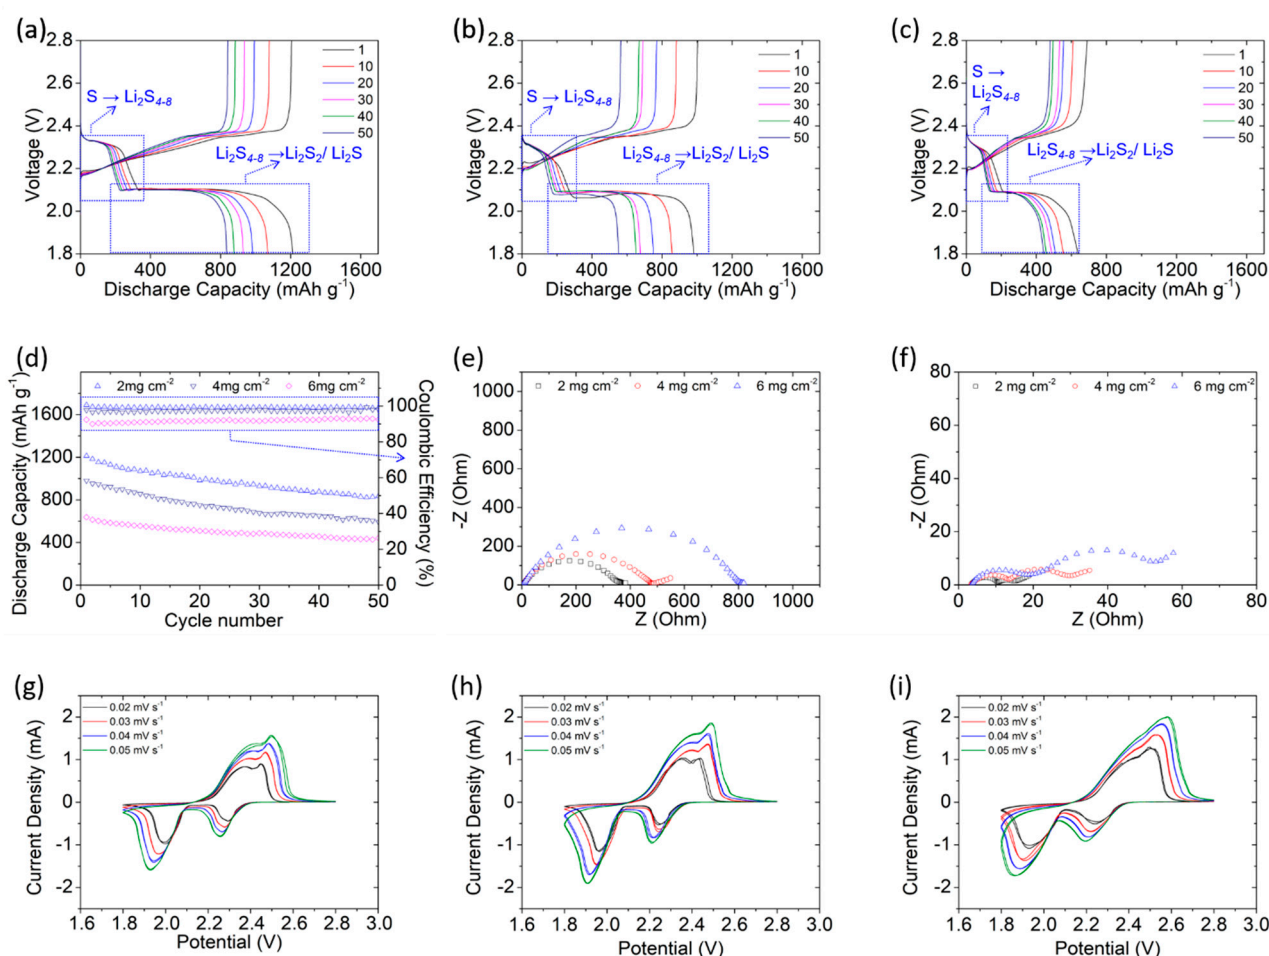 (a)
2.8
2.6
2.4
2.2
2.0
1.8
Voltage (V)
S → Li2S4-8
Li2S4-8→Li2S2/ Li2S
1
10
20
30
40
50
0 400 800 1200 1600
Discharge Capacity (mAh g-1)
(b)
2.8
2.6
2.4
2.2
2.0
1.8
Voltage (V)
S → Li2S4-8
Li2S4-8→Li2S2/ Li2S
1
10
20
30
40
50
0 400 800 1200 1600
Discharge Capacity (mAh g-1)
(c)
2.8
2.6
2.4
2.2
2.0
1.8
Voltage (V)
S →
Li2S4-8
Li2S4-8→Li2S2/ Li2S
1
10
20
30
40
50
0 400 800 1200 1600
Discharge Capacity (mAh g-1)
(d)
2mg cm-2 4mg cm-2 6mg cm-2
1600
1200
800
400
0
Discharge Capacity (mAh g-1)
100
80
60
40
20
0
Coulombic Efficiency (%)
0 10 20 30 40 50
Cycle number
(e)
2 mg cm-2 4 mg cm-2 6 mg cm-2
1000
800
600
400
200
0
-Z (Ohm)
0 200 400 600 800 1000
Z (Ohm)
(f)
2 mg cm-2 4 mg cm-2 6 mg cm-2
80
60
40
20
0
-Z (Ohm)
0 20 40 60 80
Z (Ohm)
(g)
0.02 mV s-1
0.03 mV s-1
0.04 mV s-1
0.05 mV s-1
2
1
0
-1
-2
Current Density (mA)
1.6 1.8 2.0 2.2 2.4 2.6 2.8 3.0
Potential (V)
(h)
0.02 mV s-1
0.03 mV s-1
0.04 mV s-1
0.05 mV s-1
2
1
0
-1
-2
Current Density (mA)
1.6 1.8 2.0 2.2 2.4 2.6 2.8 3.0
Potential (V)
(i)
0.02 mV s-1
0.03 mV s-1
0.04 mV s-1
0.05 mV s-1
2
1
0
-1
-2
Current Density (mA)
1.6 1.8 2.0 2.2 2.4 2.6 2.8 3.0
Potential (V)